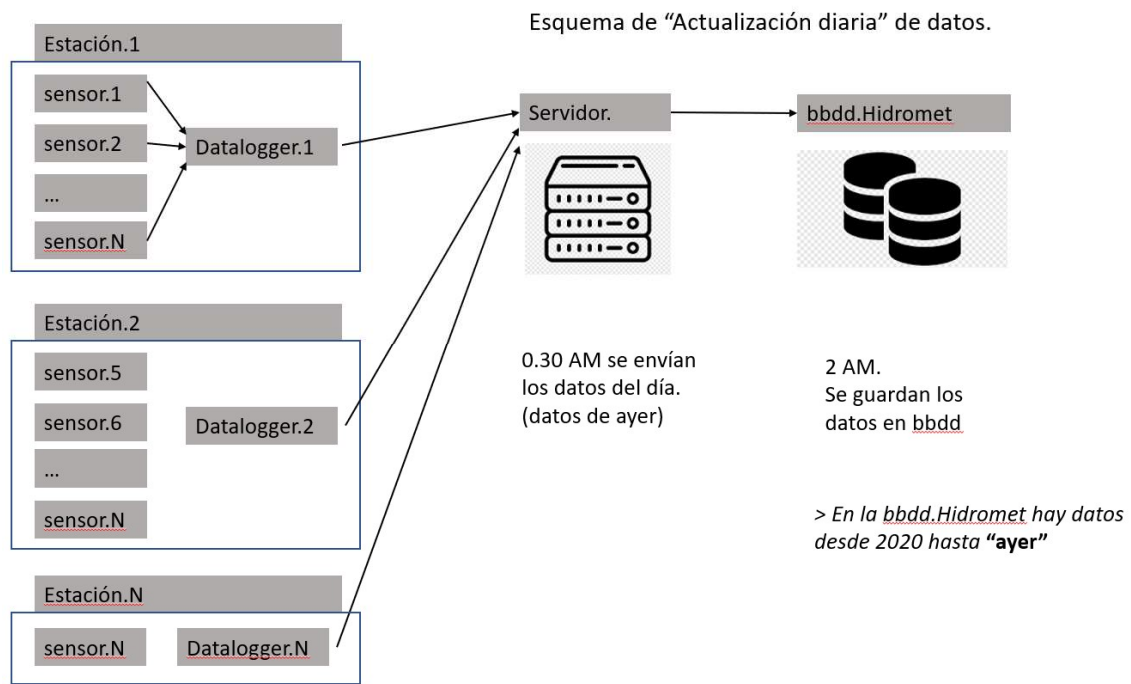 Esquema de “Actualización diaria” de datos.
Estación.1
sensor.1
sensor.2
...
sensor.N
Datalogger.1
Servidor.
bbdd.Hidromet
Estación.2
sensor.5
sensor.6
...
sensor.N
Datalogger.2
0.30 AM se envían
los datos del día.
(datos de ayer)
2 AM.
Se guardan los
datos en bbdd
> En la bbdd.Hidromet hay datos
desde 2020 hasta “ayer”
Estación.N
sensor.N
Datalogger.N